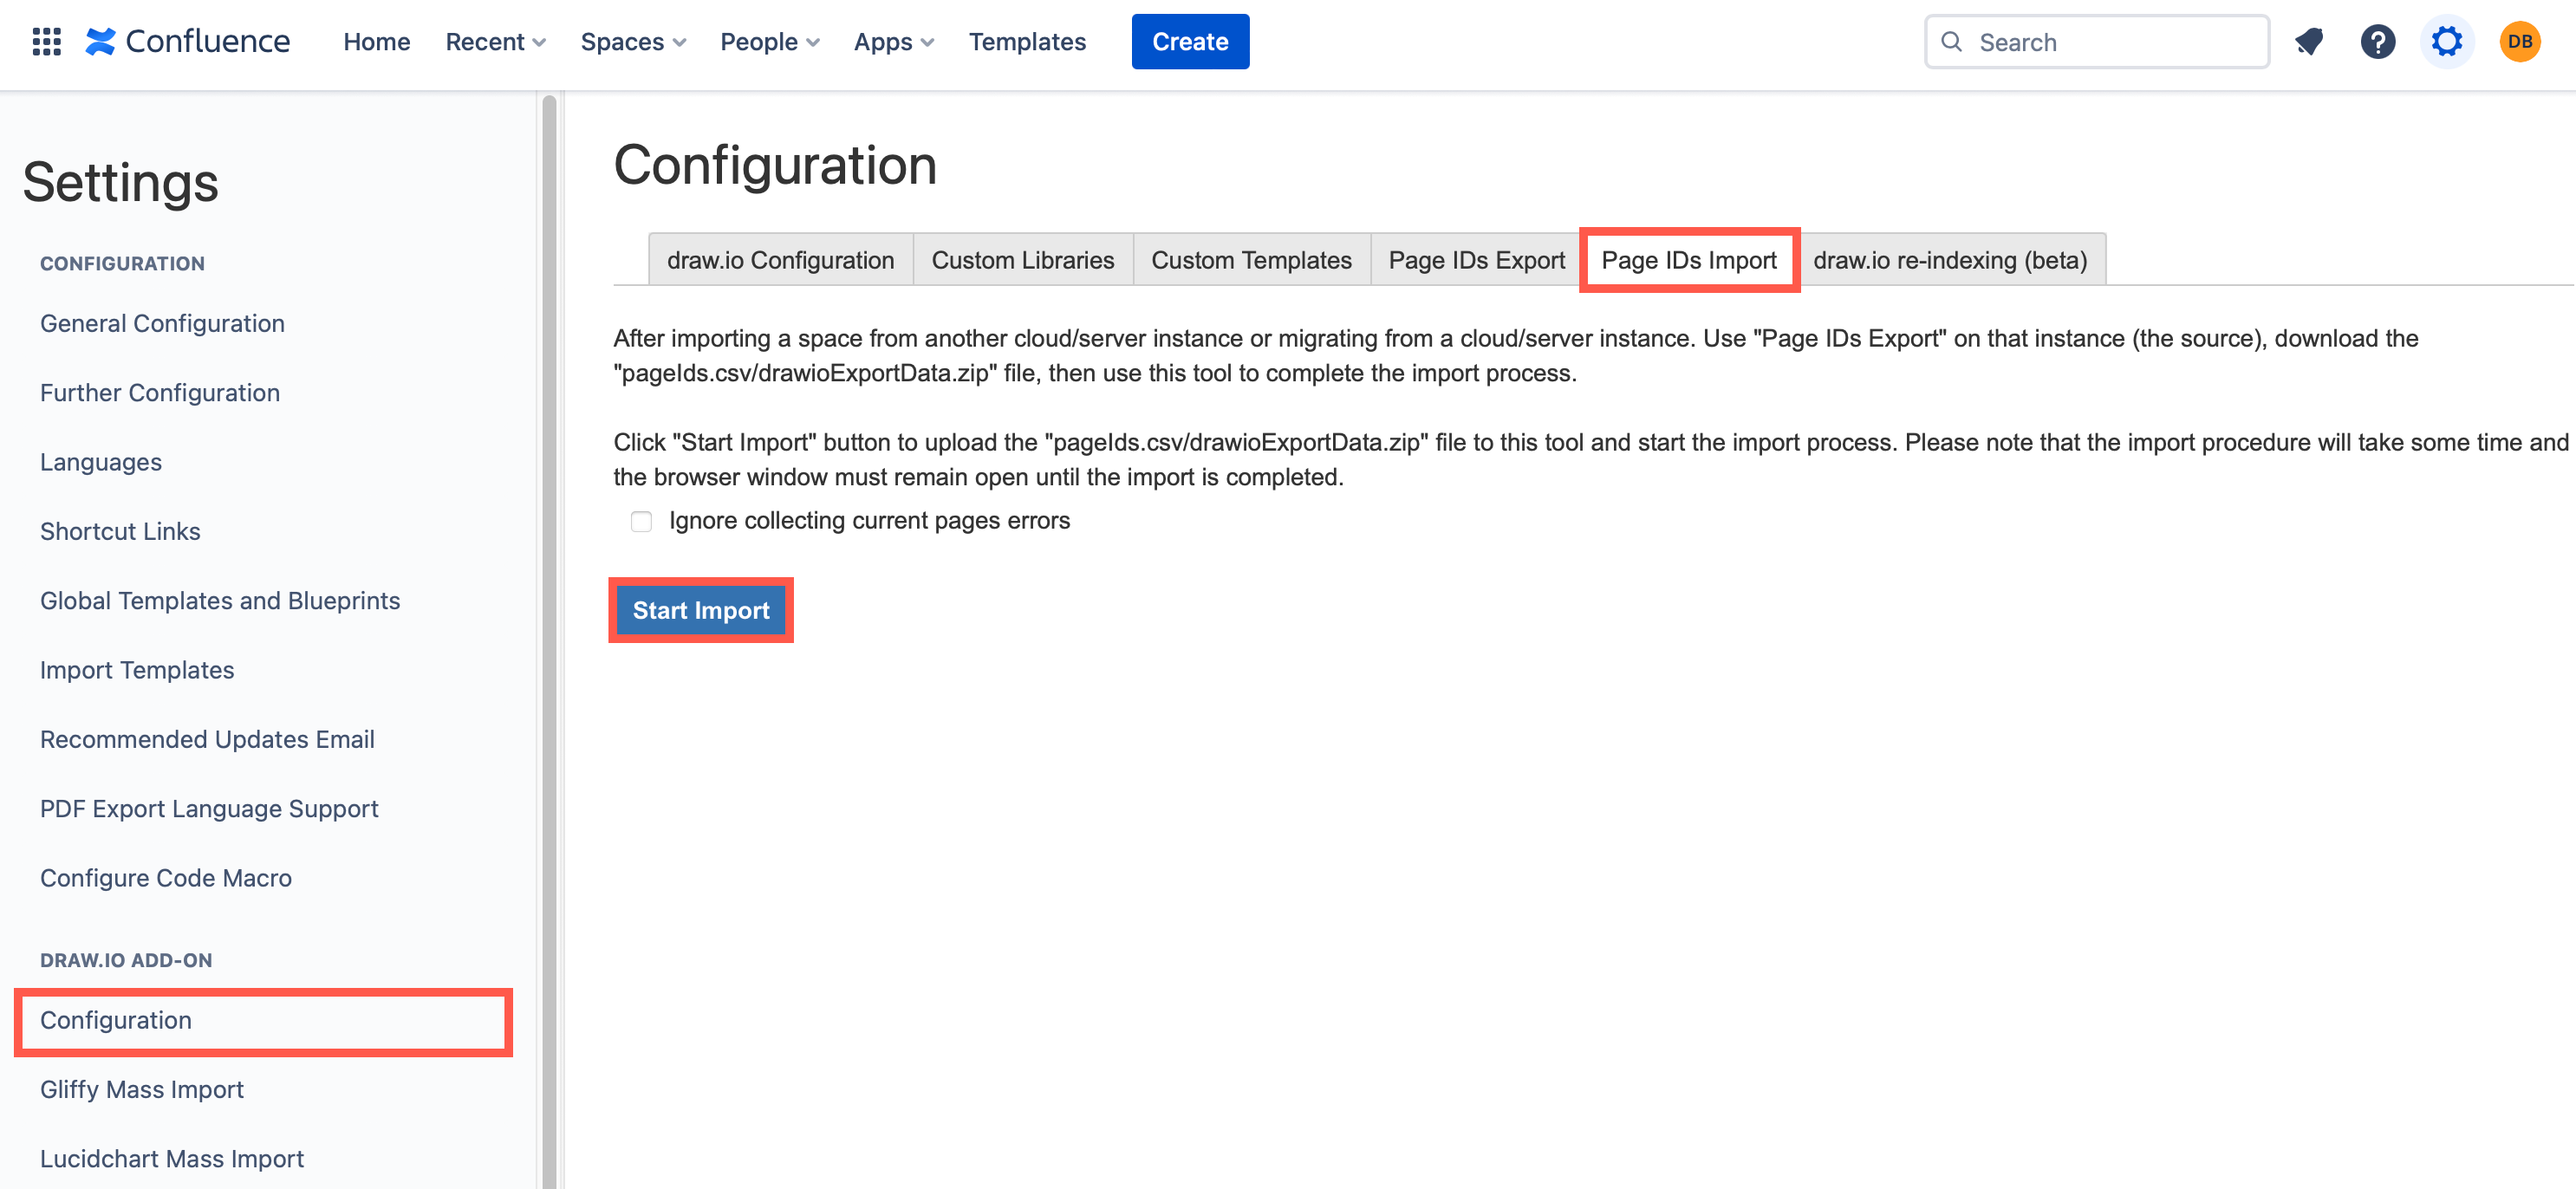 Confluence Home Recent Spaces People Apps Templates Create Search ? DB
Settings
CONFIGURATION
General Configuration
Further Configuration
Languages
Shortcut Links
Global Templates and Blueprints
Import Templates
Recommended Updates Email
PDF Export Language Support
Configure Code Macro
DRAW.IO ADD-ON
Configuration
Gliffy Mass Import
Lucidchart Mass Import
Configuration
draw.io Configuration Custom Libraries Custom Templates Page IDs Export Page IDs Import draw.io re-indexing (beta)
After importing a space from another cloud/server instance or migrating from a cloud/server instance. Use "Page IDs Export" on that instance (the source), download the
"pageIds.csv/drawioExportData.zip" file, then use this tool to complete the import process.
Click "Start Import" button to upload the "pageIds.csv/drawioExportData.zip" file to this tool and start the import process. Please note that the import procedure will take some time and
the browser window must remain open until the import is completed.
Ignore collecting current pages errors
Start Import